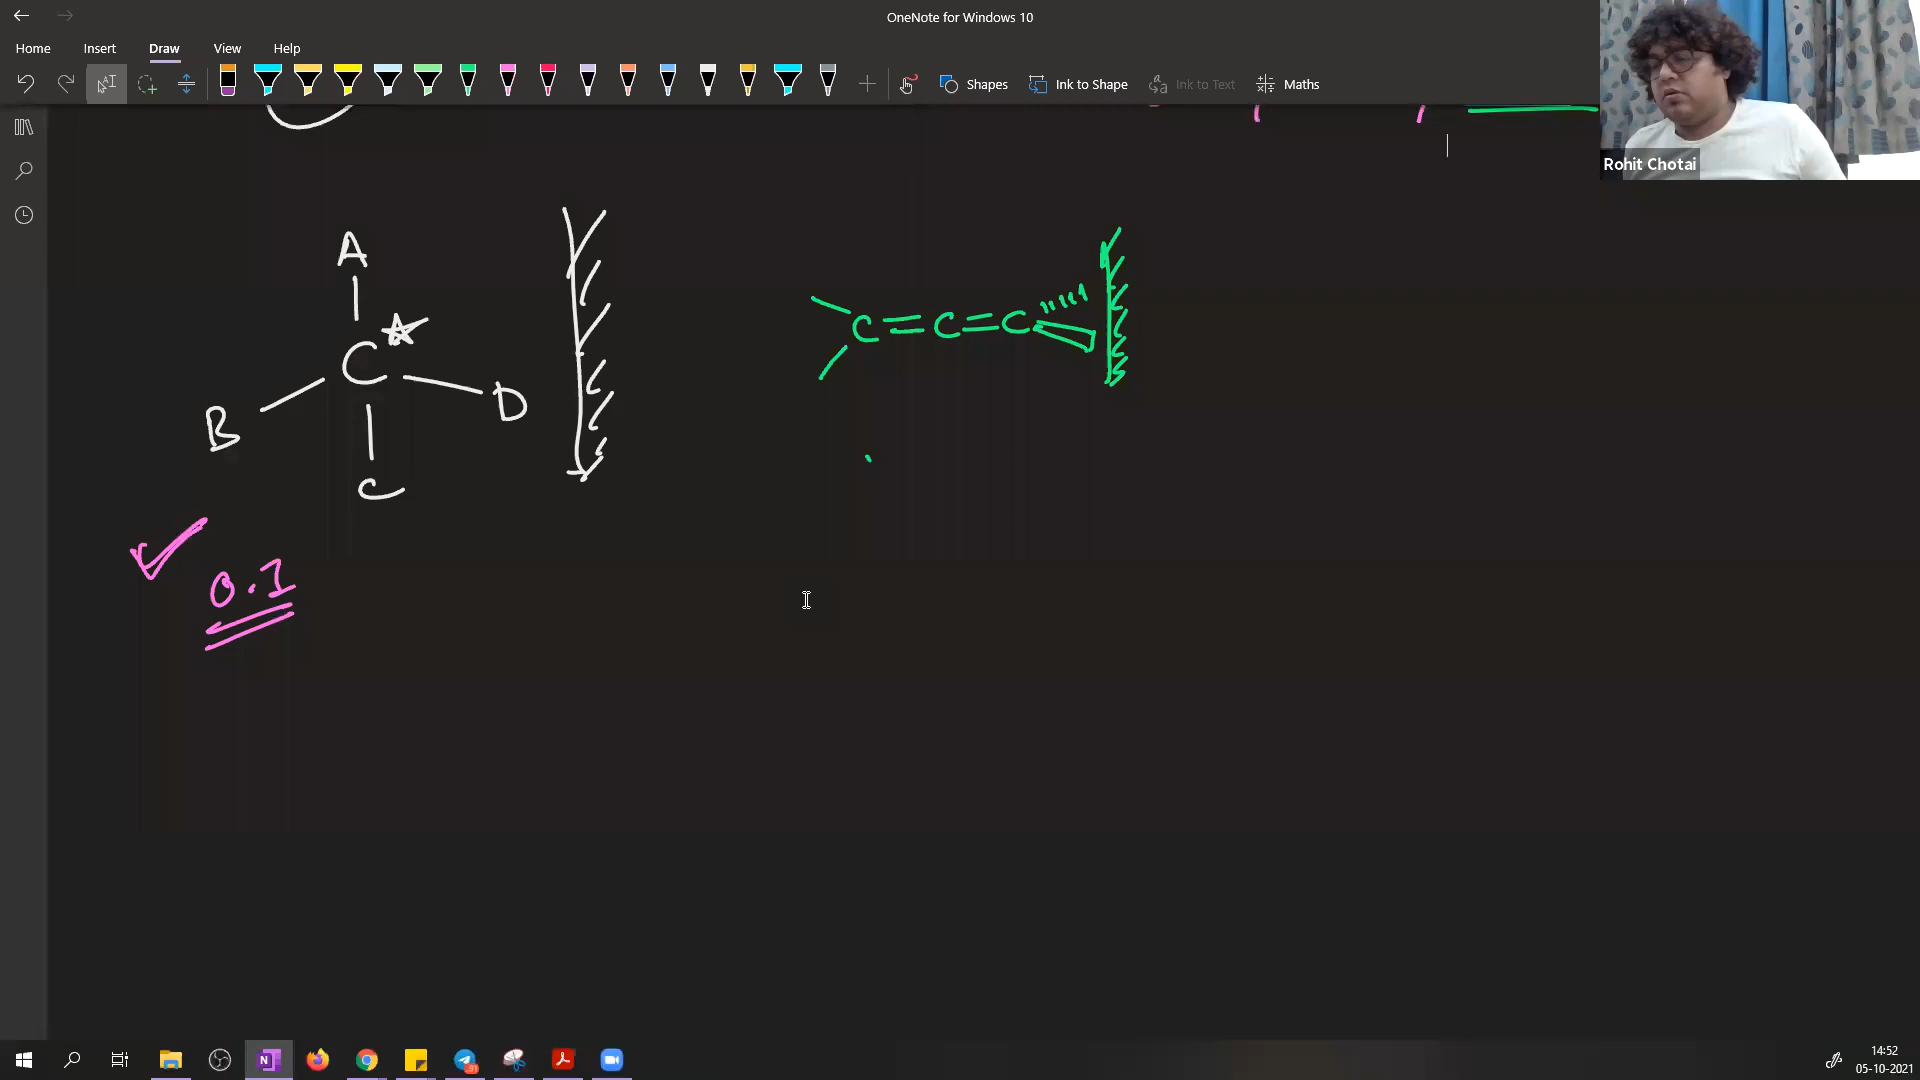 OneNote for Windows 10
Home Insert Draw View Help
Shapes Ink to Shape Ink to Text Maths
Rohit Chotai
A
C
B
D
C
C=C=C
0.1
14:52
05-10-2021